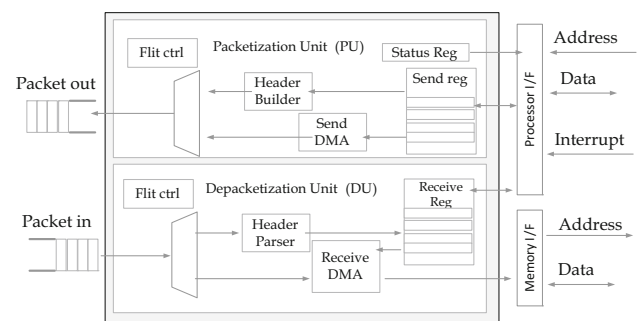 Flit ctrl
Packetization Unit (PU)
Status Reg
Address
Packet out
Header
Builder
Send reg
Data
Send
DMA
Processor I/F
Interrupt
Flit ctrl
Depacketization Unit (DU)
Receive
Reg
Packet in
Header
Parser
Address
Receive
DMA
Memory I/F
Data